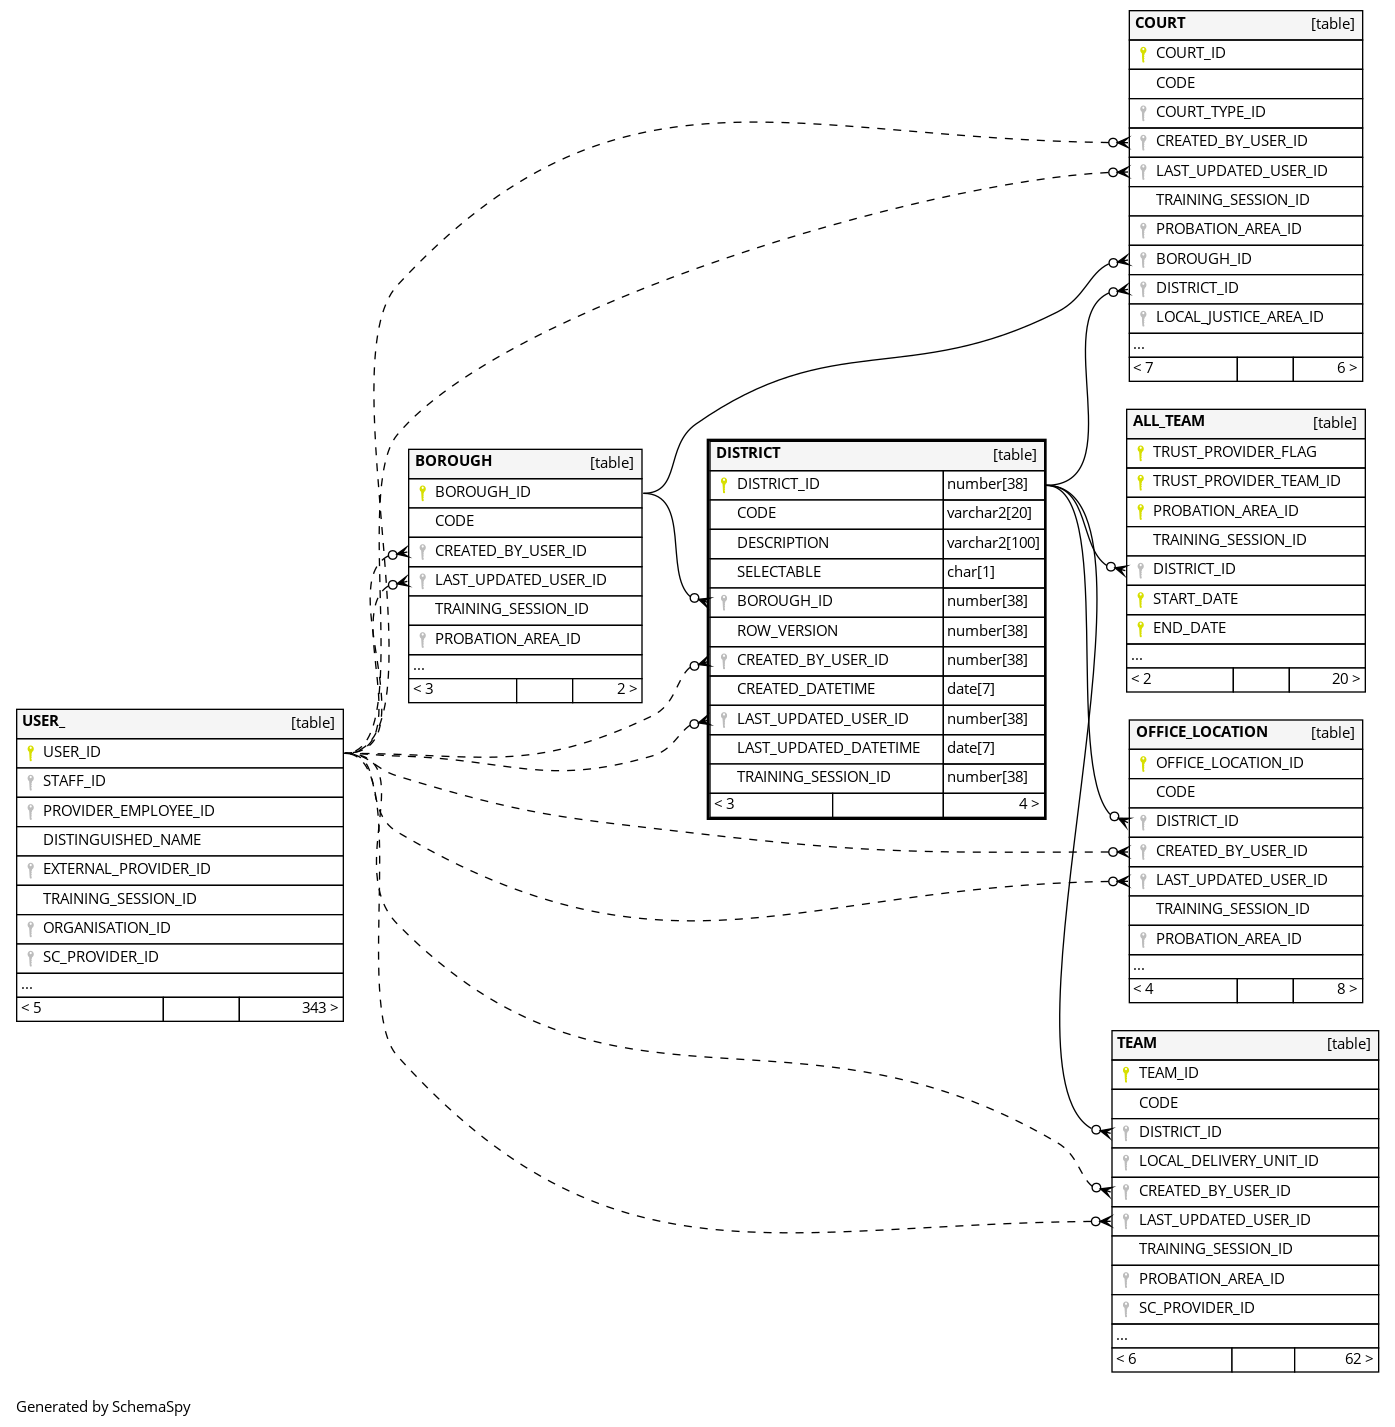 COURT [table]
COURT_ID
CODE
COURT_TYPE_ID
CREATED_BY_USER_ID
LAST_UPDATED_USER_ID
TRAINING_SESSION_ID
PROBATION_AREA_ID
BOROUGH_ID
DISTRICT_ID
LOCAL_JUSTICE_AREA_ID
...
< 7 6 >
ALL_TEAM [table]
TRUST_PROVIDER_FLAG
TRUST_PROVIDER_TEAM_ID
PROBATION_AREA_ID
TRAINING_SESSION_ID
DISTRICT_ID
START_DATE
END_DATE
...
< 2 20 >
BOROUGH [table]
BOROUGH_ID
CODE
CREATED_BY_USER_ID
LAST_UPDATED_USER_ID
TRAINING_SESSION_ID
PROBATION_AREA_ID
...
< 3 2 >
DISTRICT [table]
DISTRICT_ID number[38]
CODE varchar2[20]
DESCRIPTION varchar2[100]
SELECTABLE char[1]
BOROUGH_ID number[38]
ROW_VERSION number[38]
CREATED_BY_USER_ID number[38]
CREATED_DATETIME date[7]
LAST_UPDATED_USER_ID number[38]
LAST_UPDATED_DATETIME date[7]
TRAINING_SESSION_ID number[38]
< 3 4 >
USER_ [table]
USER_ID
STAFF_ID
PROVIDER_EMPLOYEE_ID
DISTINGUISHED_NAME
EXTERNAL_PROVIDER_ID
TRAINING_SESSION_ID
ORGANISATION_ID
SC_PROVIDER_ID
...
< 5 343 >
OFFICE_LOCATION [table]
OFFICE_LOCATION_ID
CODE
DISTRICT_ID
CREATED_BY_USER_ID
LAST_UPDATED_USER_ID
TRAINING_SESSION_ID
PROBATION_AREA_ID
...
< 4 8 >
TEAM [table]
TEAM_ID
CODE
DISTRICT_ID
LOCAL_DELIVERY_UNIT_ID
CREATED_BY_USER_ID
LAST_UPDATED_USER_ID
TRAINING_SESSION_ID
PROBATION_AREA_ID
SC_PROVIDER_ID
...
< 6 62 >
Generated by SchemaSpy